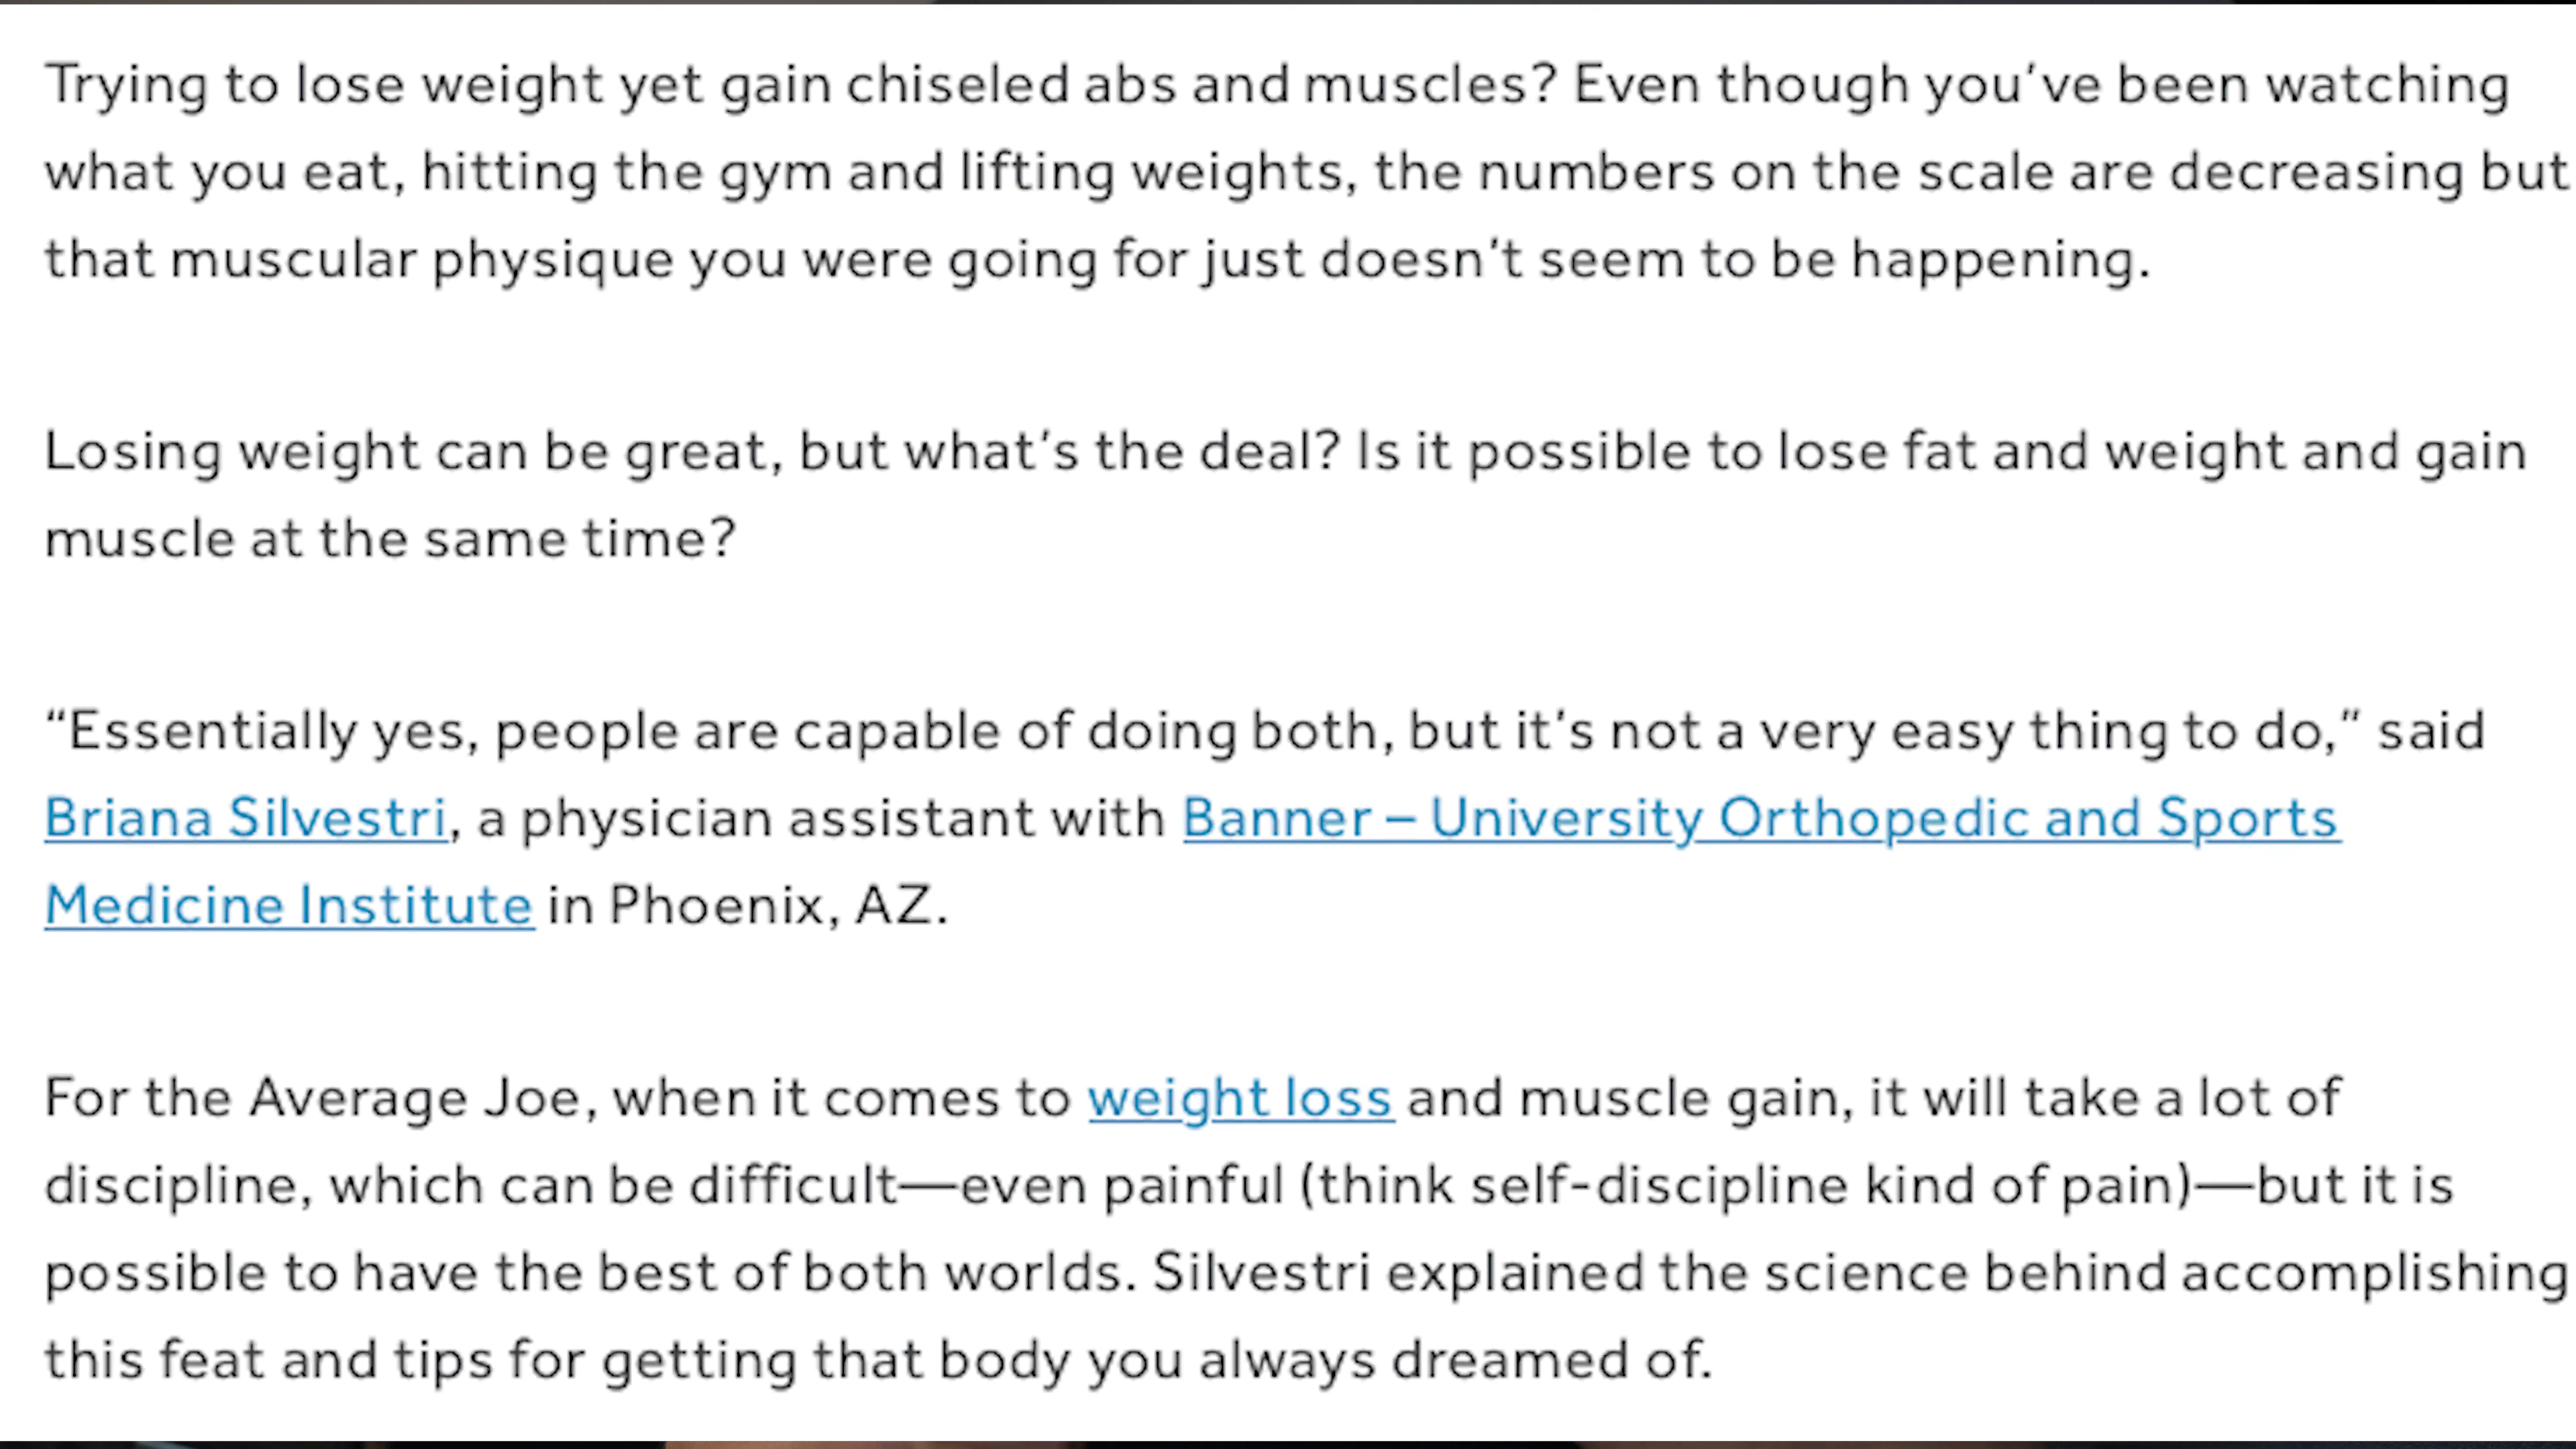 Trying to lose weight yet gain chiseled abs and muscles? Even though you’ve been watching
what you eat, hitting the gym and lifting weights, the numbers on the scale are decreasing but
that muscular physique you were going for just doesn’t seem to be happening.
Losing weight can be great, but what’s the deal? Is it possible to lose fat and weight and gain
muscle at the same time?
“Essentially yes, people are capable of doing both, but it’s not a very easy thing to do,” said
Briana Silvestri, a physician assistant with Banner – University Orthopedic and Sports
Medicine Institute in Phoenix, AZ.
For the Average Joe, when it comes to weight loss and muscle gain, it will take a lot of
discipline, which can be difficult—even painful (think self-discipline kind of pain)—but it is
possible to have the best of both worlds. Silvestri explained the science behind accomplishing
this feat and tips for getting that body you always dreamed of.